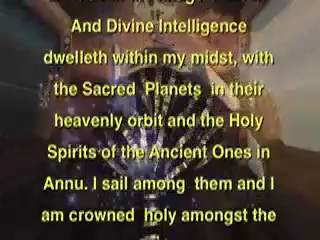 And Divine Intelligence
dwelleth within my midst, with
the Sacred Planets in their
heavenly orbit and the Holy
Spirits of the Ancient Ones in
Annu. I sail among them and I
am crowned holy amongst the